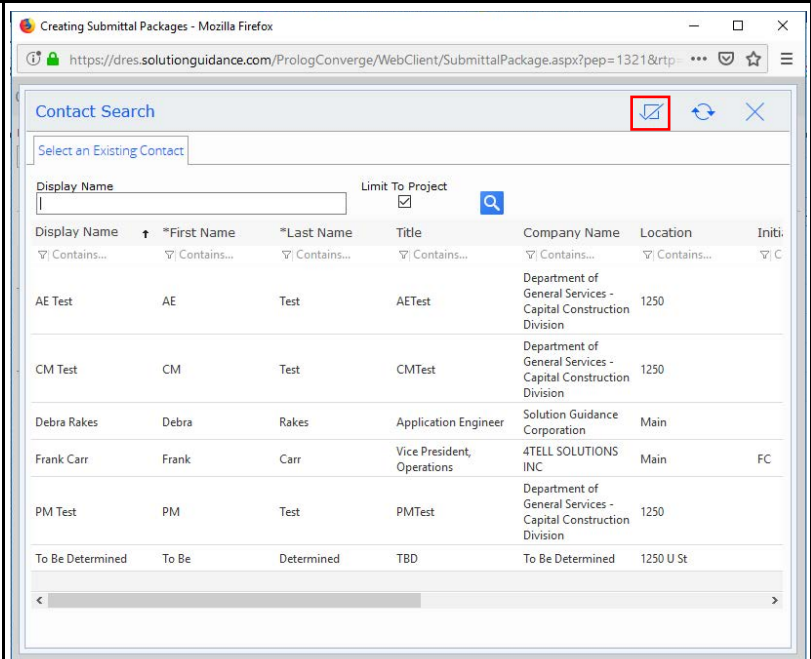 Creating Submittal Packages - Mozilla Firefox
https://dres.solutionguidance.com/PrologConverge/WebClient/SubmittalPackage.aspx?pep=1321&rtp=
Contact Search
Select an Existing Contact
Display Name Limit To Project
Display Name *First Name *Last Name Title Company Name Location Initia
Contains... Contains... Contains... Contains... Contains... Contains... C
Department of
General Services -
AE Test AE Test AETest Capital Construction 1250
Division
Department of
General Services -
CM Test CM Test CMTest Capital Construction 1250
Division
Debra Rakes Debra Rakes Application Engineer Solution Guidance Main
Corporation
Frank Carr Frank Carr Vice President, 4TELL SOLUTIONS Main FC
Operations INC
Department of
General Services -
PM Test PM Test PMTest Capital Construction 1250
Division
To Be Determined To Be Determined TBD To Be Determined 1250 U St